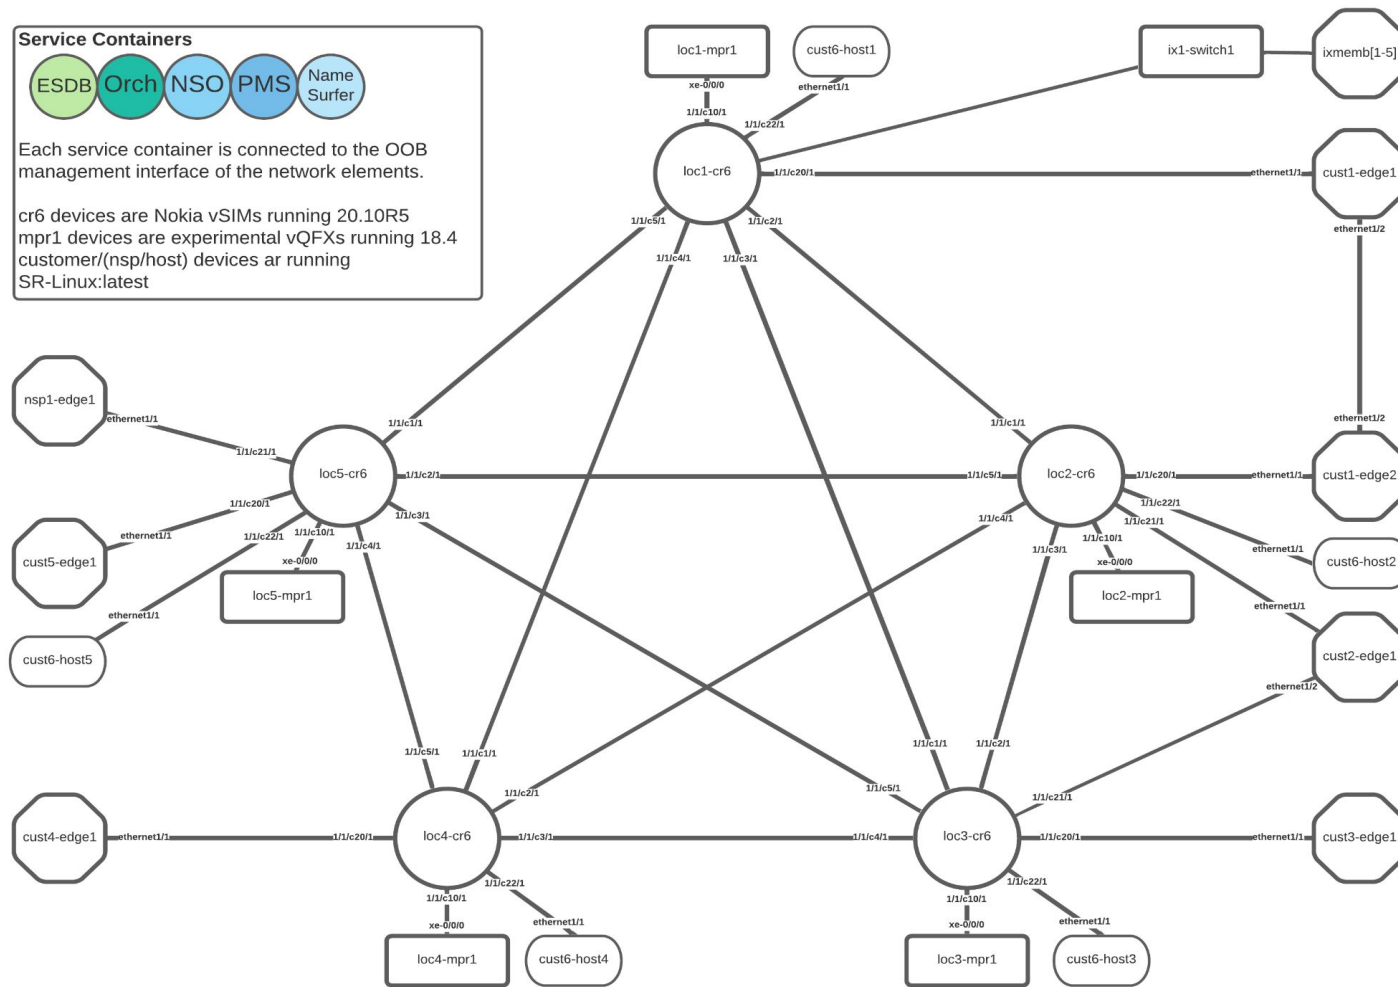 Service Containers
ESDB
Orch
NSO
PMS
Name
Surfer
Each service container is connected to the OOB
management interface of the network elements.
cr6 devices are Nokia vSIMs running 20.10R5
mpr1 devices are experimental vQFXs running 18.4
customer/(nsp/host) devices ar running
SR-Linux:latest
loc1-mpr1
cust6-host1
ix1-switch1
ixmemb[1-5]
xe-0/0/0
ethernet1/1
1/1/c10/1
1/1/c22/1
loc1-cr6
1/1/c20/1
ethernet1/1
cust1-edge1
1/1/c5/1
1/1/c2/1
ethernet1/2
1/1/c4/1
1/1/c3/1
nsp1-edge1
ethernet1/1
1/1/c1/1
1/1/c1/1
ethernet1/2
1/1/c21/1
loc5-cr6
1/1/c2/1
1/1/c5/1
loc2-cr6
1/1/c20/1
ethernet1/1
cust1-edge2
1/1/c20/1
1/1/c3/1
1/1/c4/1
1/1/c22/1
1/1/c21/1
ethernet1/1
1/1/c22/1
1/1/c10/1
1/1/c4/1
1/1/c3/1
1/1/c10/1
ethernet1/1
cust6-host2
cust5-edge1
xe-0/0/0
xe-0/0/0
loc5-mpr1
loc2-mpr1
ethernet1/1
ethernet1/1
cust6-host5
cust2-edge1
ethernet1/2
1/1/c5/1
1/1/c1/1
1/1/c1/1
1/1/c2/1
1/1/c2/1
1/1/c5/1
1/1/c21/1
cust4-edge1
ethernet1/1
1/1/c20/1
loc4-cr6
1/1/c3/1
1/1/c4/1
loc3-cr6
1/1/c20/1
ethernet1/1
cust3-edge1
1/1/c22/1
1/1/c22/1
1/1/c10/1
1/1/c10/1
xe-0/0/0
ethernet1/1
xe-0/0/0
ethernet1/1
loc4-mpr1
cust6-host4
loc3-mpr1
cust6-host3